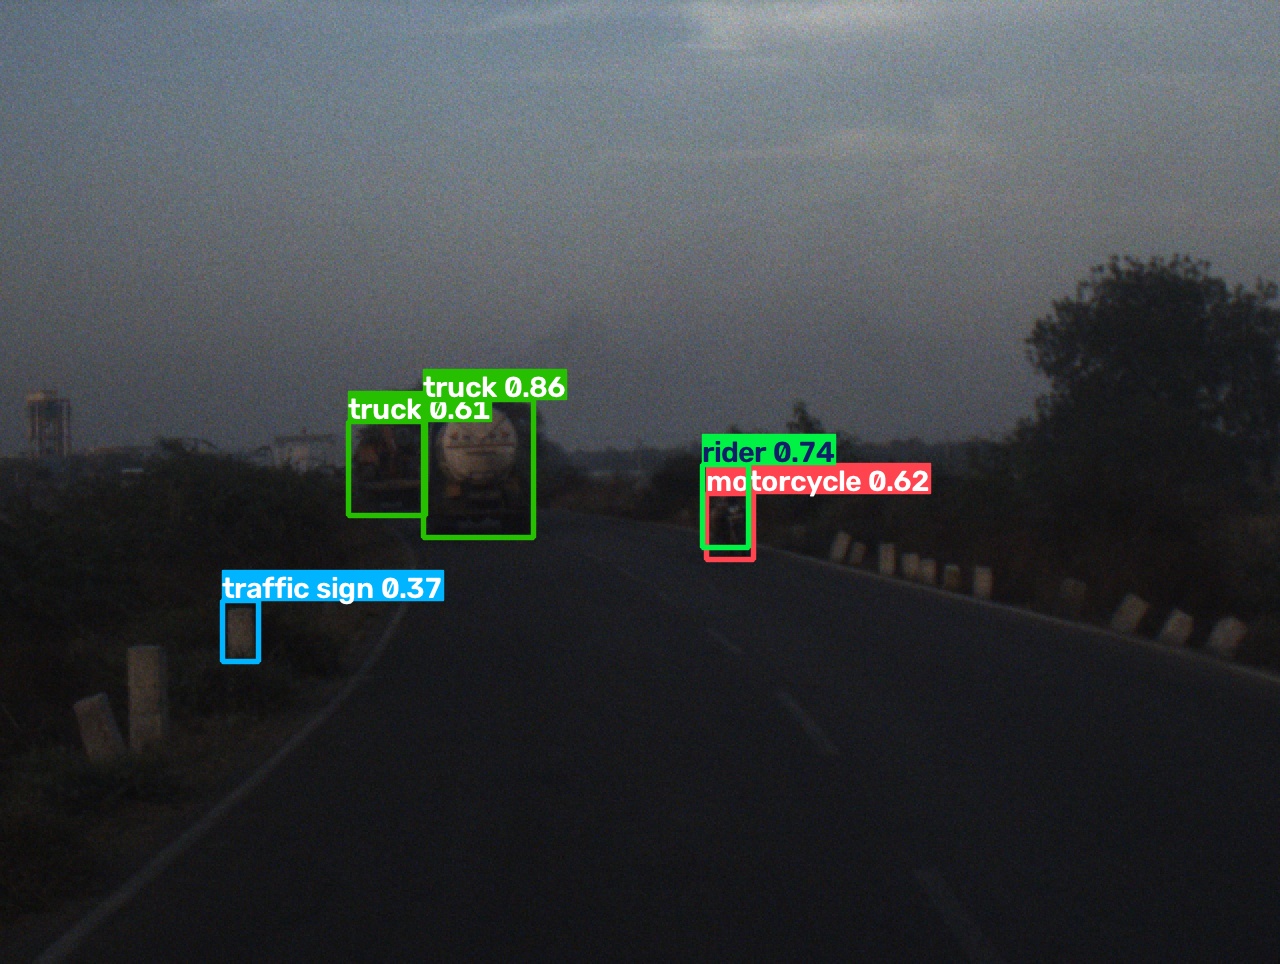 truck 0.86
truck 0.61
rider 0.74
motorcycle 0.62
traffic sign 0.37